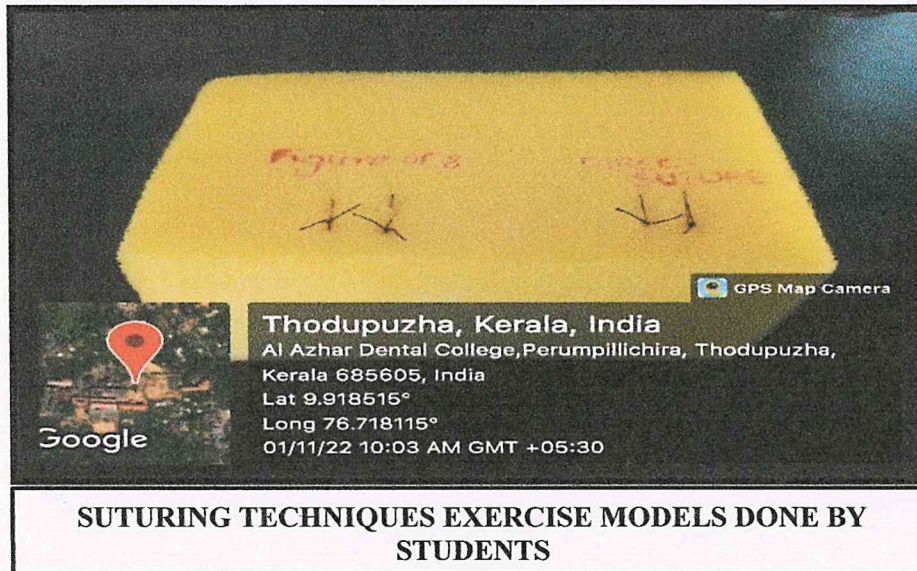 Figure of 8
SUTURE
GPS Map Camera
Thodupuzha, Kerala, India
Al Azhar Dental College,Perumpillichira, Thodupuzha,
Kerala 685605, India
Lat 9.918515°
Long 76.718115°
01/11/22 10:03 AM GMT +05:30
Google
SUTURING TECHNIQUES EXERCISE MODELS DONE BY
STUDENTS